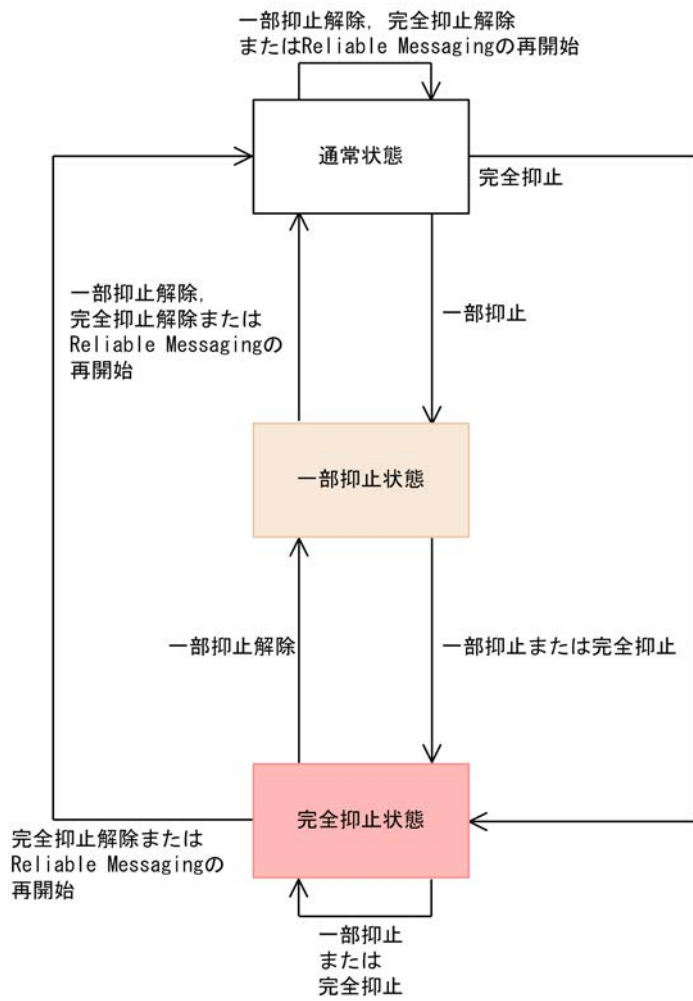 一部抑止解除，完全抑止解除
またはReliable Messagingの再開始
通常状態
完全抑止
一部抑止解除，
完全抑止解除または
Reliable Messagingの
再開始
一部抑止
一部抑止状態
一部抑止解除
一部抑止または完全抑止
完全抑止状態
完全抑止解除または
Reliable Messagingの
再開始
一部抑止
または
完全抑止